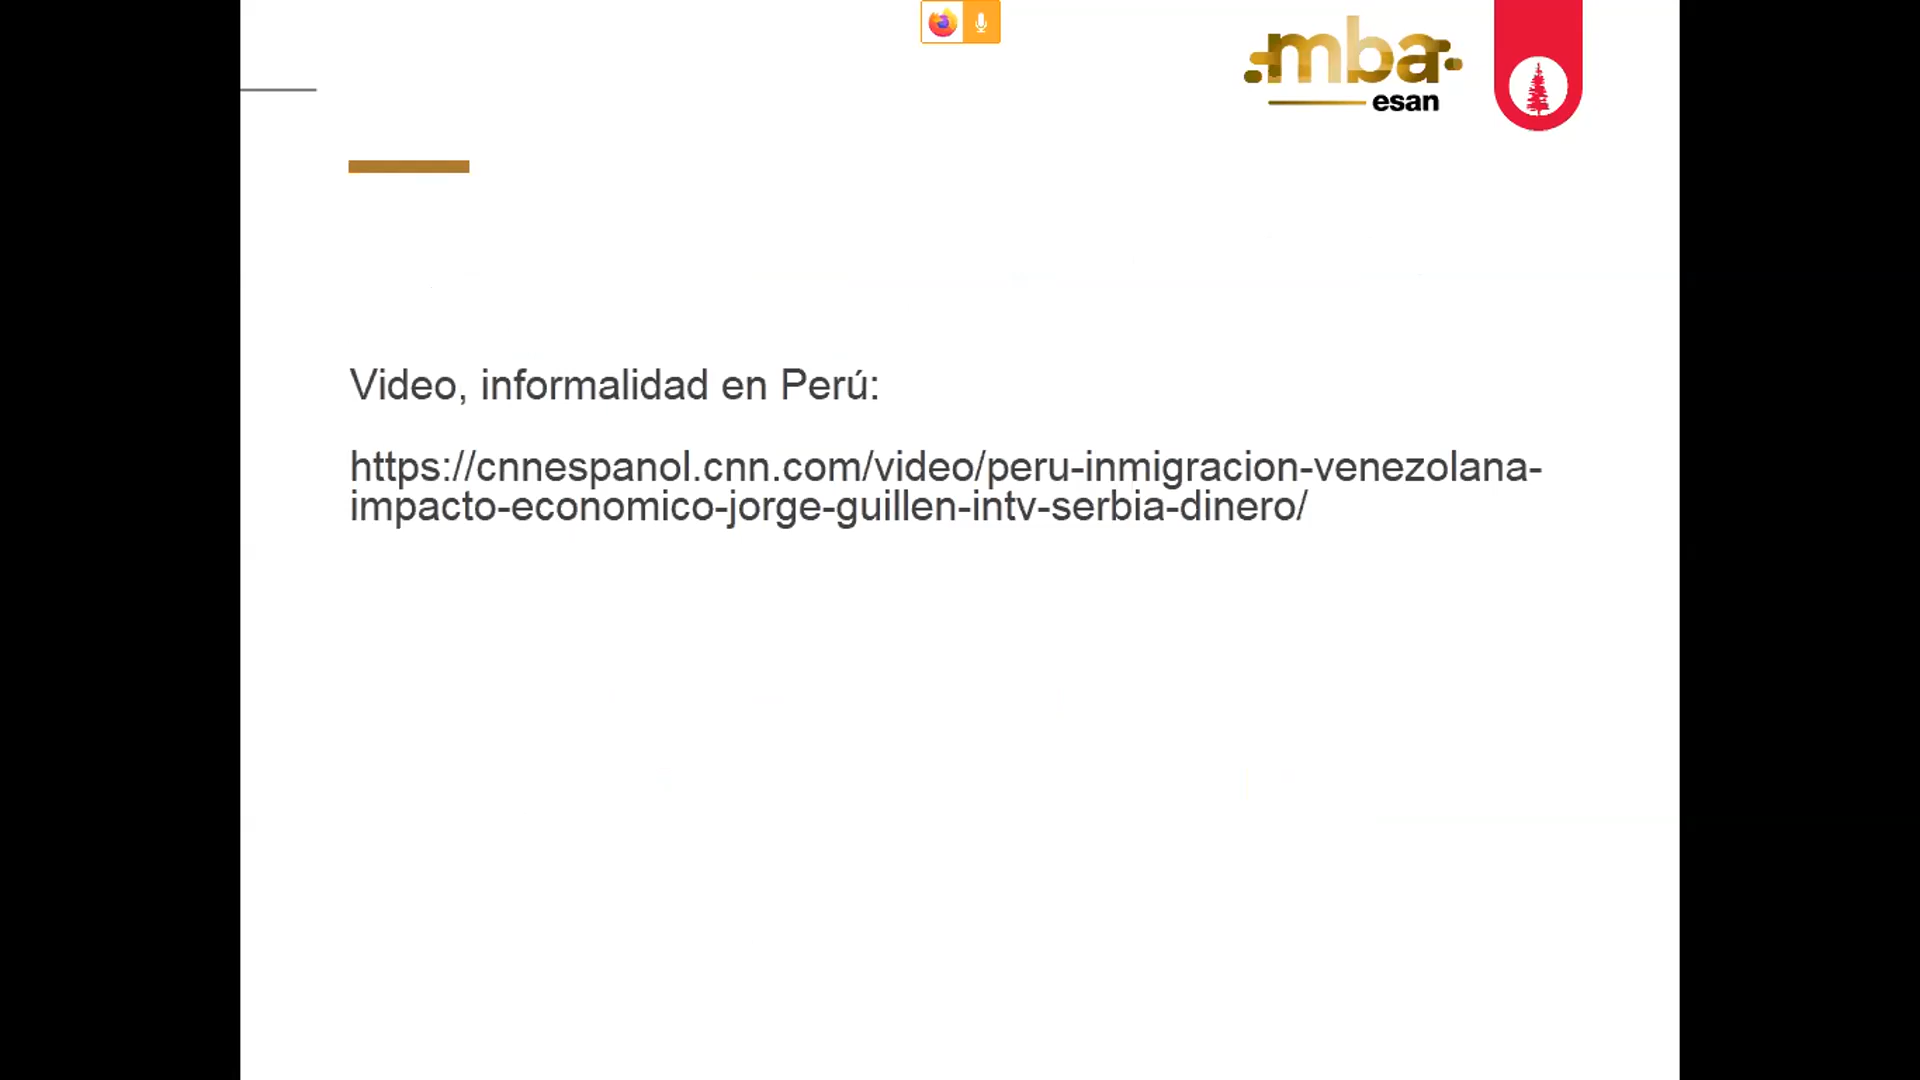 mba
esan
Video, informalidad en Perú:
https://cnnespanol.cnn.com/video/peru-inmigracion-venezolana-
impacto-economico-jorge-guillen-intv-serbia-dinero/